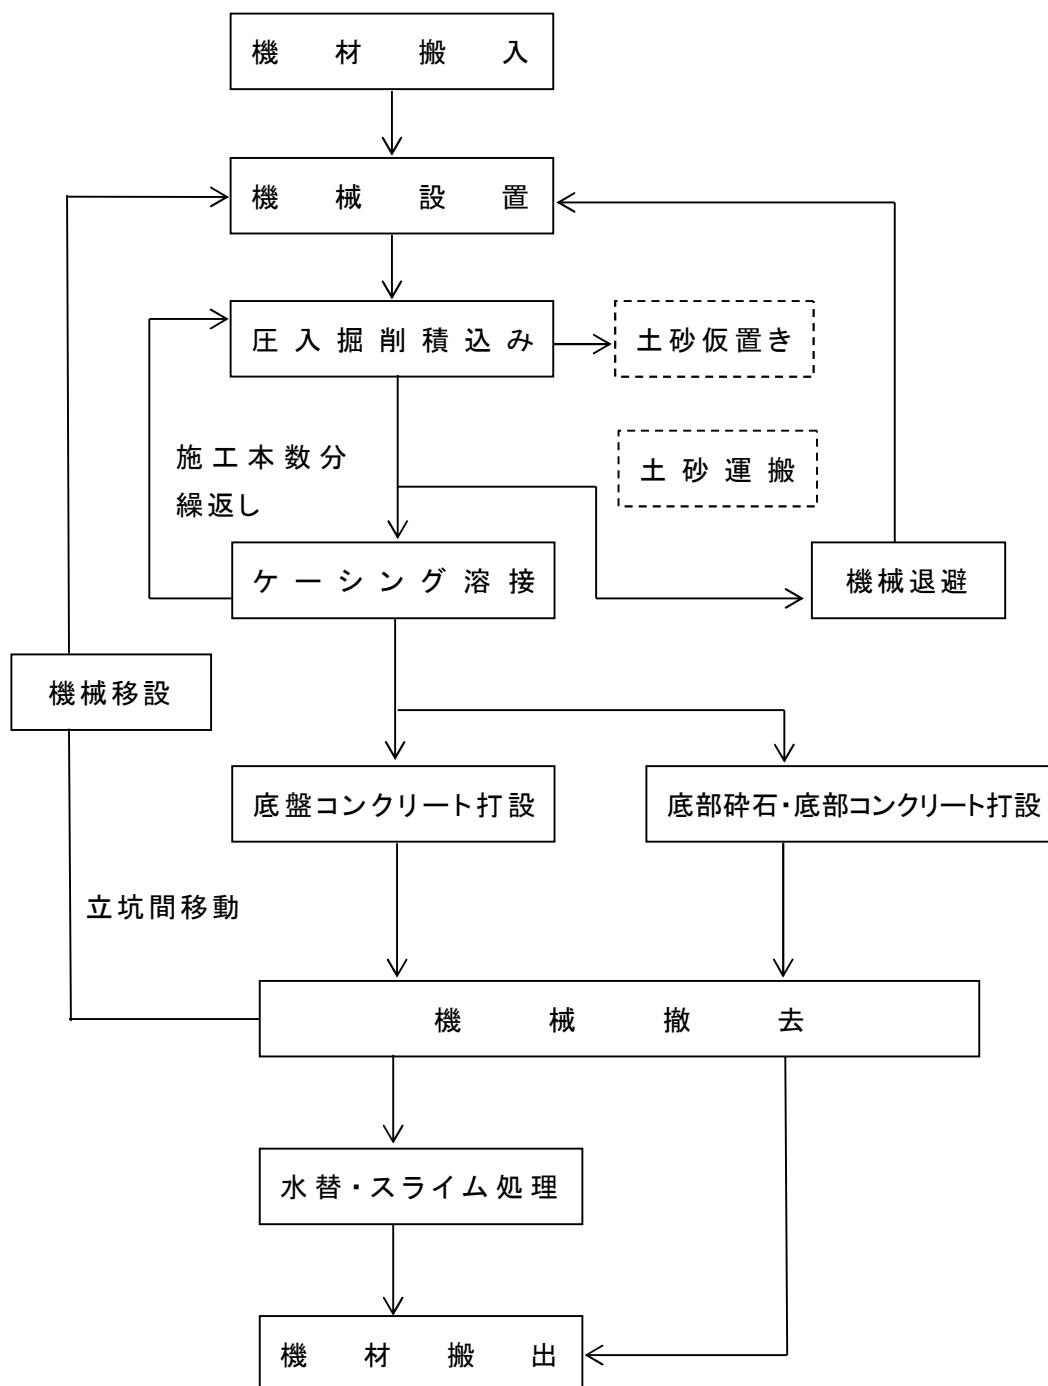 機材搬入
機械設置
圧入掘削積込み
土砂仮置き
施工本数分
繰返し
土砂運搬
ケーシング溶接
機械退避
機械移設
底盤コンクリート打設
底部砕石・底部コンクリート打設
立坑間移動
機械撤去
水替・スライム処理
機材搬出